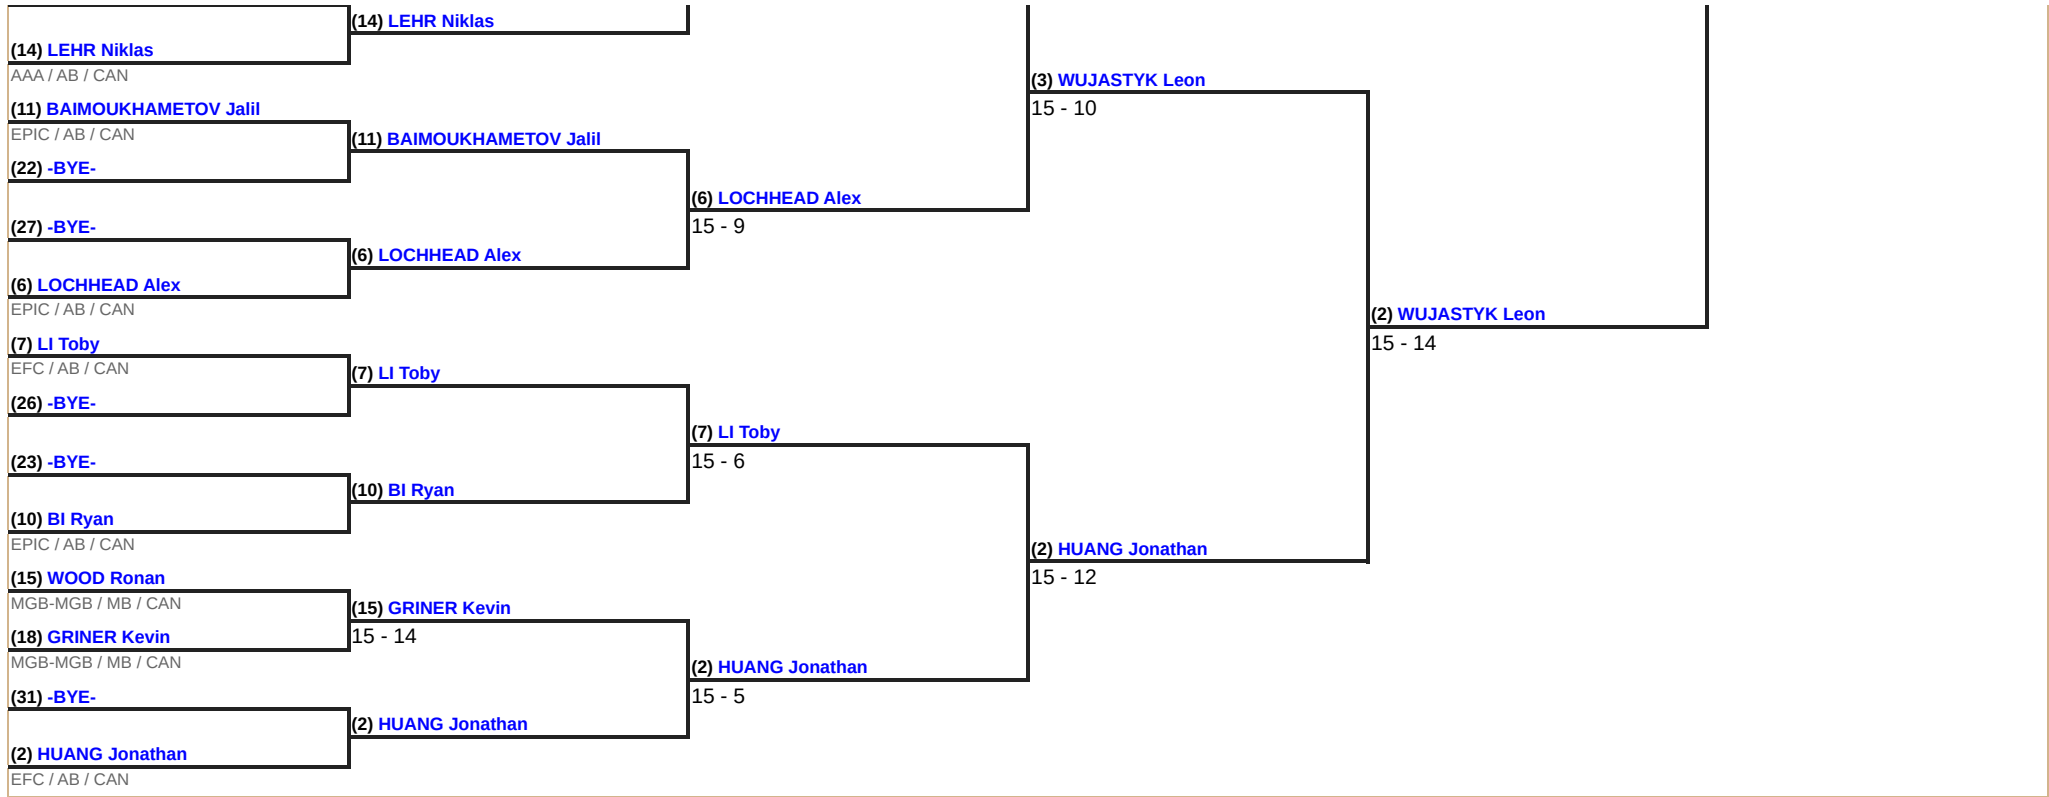 (14) LEHR Niklas
(14) LEHR Niklas
AAA / AB / CAN
(3) WUJASTYK Leon
15 - 10
(11) BAIMOUKHAMETOV Jalil
EPIC / AB / CAN
(11) BAIMOUKHAMETOV Jalil
(22) -BYE-
(6) LOCHHEAD Alex
15 - 9
(27) -BYE-
(6) LOCHHEAD Alex
(6) LOCHHEAD Alex
EPIC / AB / CAN
(2) WUJASTYK Leon
15 - 14
(7) LI Toby
EFC / AB / CAN
(7) LI Toby
(26) -BYE-
(7) LI Toby
15 - 6
(23) -BYE-
(10) BI Ryan
(10) BI Ryan
EPIC / AB / CAN
(2) HUANG Jonathan
15 - 12
(15) WOOD Ronan
MGB-MGB / MB / CAN
(15) GRINER Kevin
15 - 14
(18) GRINER Kevin
MGB-MGB / MB / CAN
(2) HUANG Jonathan
15 - 5
(31) -BYE-
(2) HUANG Jonathan
(2) HUANG Jonathan
EFC / AB / CAN